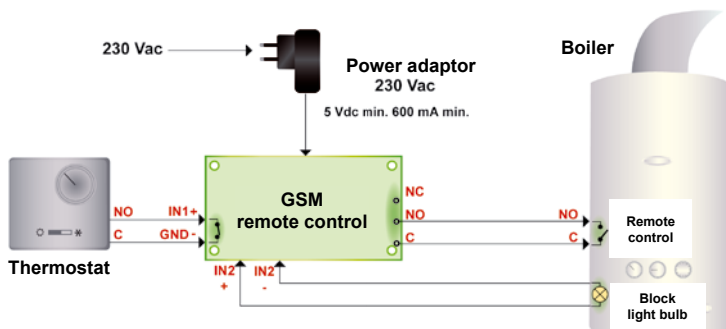 230 Vac
Boiler
Power adaptor
230 Vac
5 Vdc min. 600 mA min.
GSM
remote control
NC
NO
C
NO
IN1+
C
GND-
Thermostat
IN2
+
IN2
-
NO
C
Remote
control
Block
light bulb